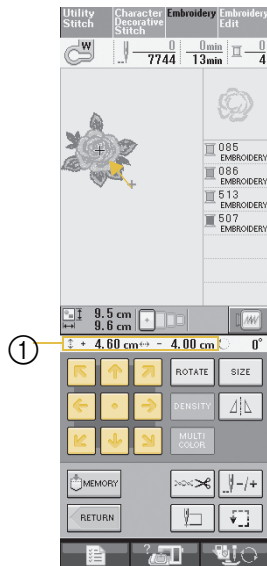 Utility Stitch Character Decorative Stitch Embroidery Embroidery Edit
W 0 0 min 0
7744 13min 4
085
EMBROIDERY
086
EMBROIDERY
513
EMBROIDERY
507
EMBROIDERY
9.5 cm
9.6 cm
1 + 4.60 cm - 4.00 cm 0°
ROTATE SIZE
DENSITY
MULTI COLOR
MEMORY -/+
RETURN
?